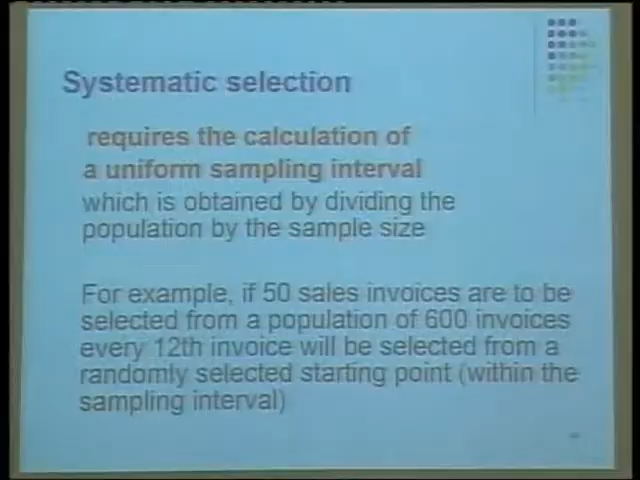 Systematic selection
requires the calculation of
a uniform sampling interval
which is obtained by dividing the
population by the sample size
For example, if 50 sales invoices are to be
selected from a population of 600 invoices
every 12th invoice will be selected from a
randomly selected starting point (within the
sampling interval)